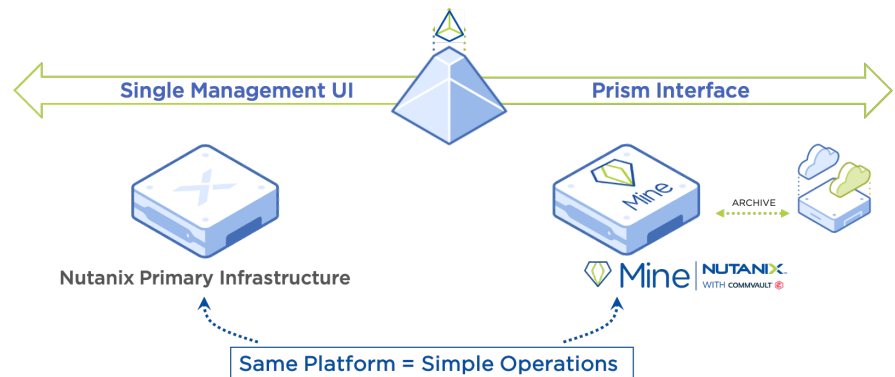 Single Management UI
Prism Interface
Mine
ARCHIVE
Nutanix Primary Infrastructure
Mine
NUTANIX
WITH COMMVAULT
Same Platform = Simple Operations